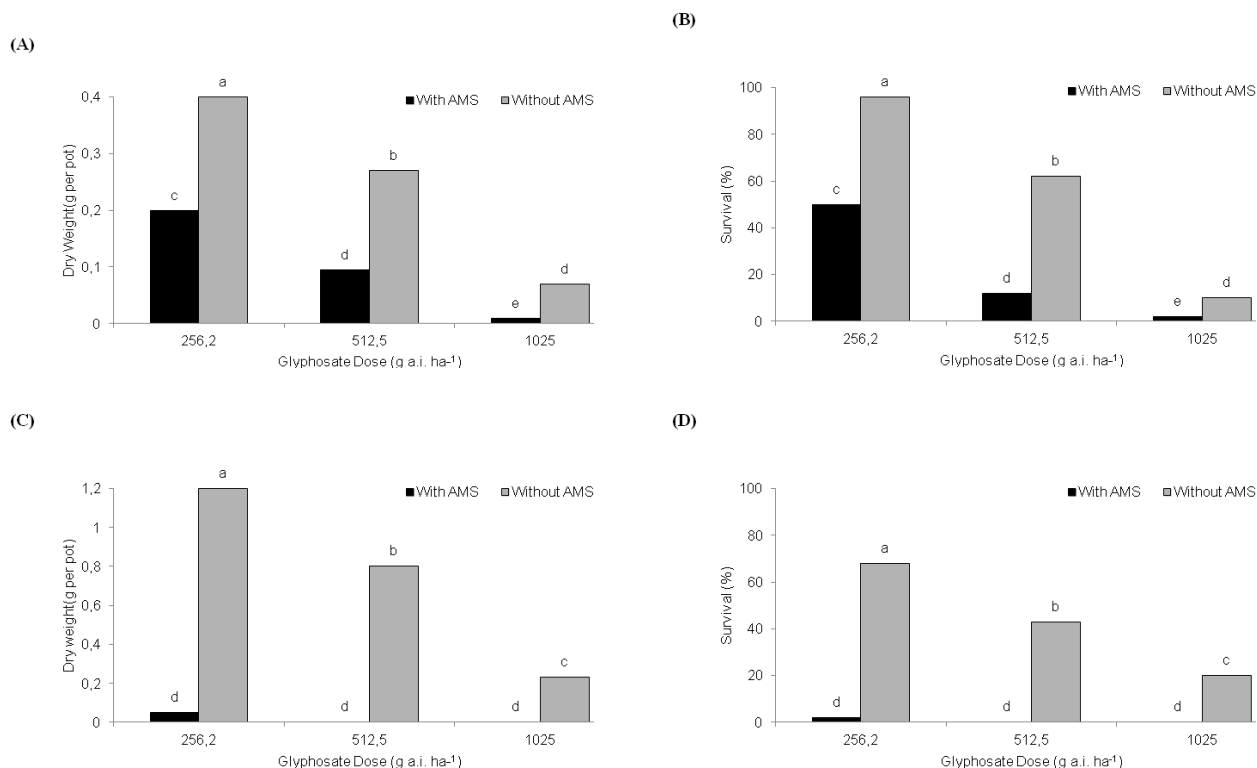 (A)
With AMS Without AMS
Dry Weight(g per pot)
0,4
0,3
0,2
0,1
0
a
c
b
d
d
e
256,2 512,5 1025
Glyphosate Dose (g a.i. ha-1)
(B)
With AMS Without AMS
Survival (%)
100
80
60
40
20
0
a
c
b
d
d
e
256,2 512,5 1025
Glyphosate Dose (g a.i. ha-1)
(C)
With AMS Without AMS
Dry weight(g per pot)
1,2
1
0,8
0,6
0,4
0,2
0
a
b
c
d
d
d
256,2 512,5 1025
Glyphosate Dose (g a.i. ha-1)
(D)
With AMS Without AMS
Survival (%)
100
80
60
40
20
0
a
b
c
d
d
d
256,2 512,5 1025
Glyphosate Dose (g a.i. ha-1)